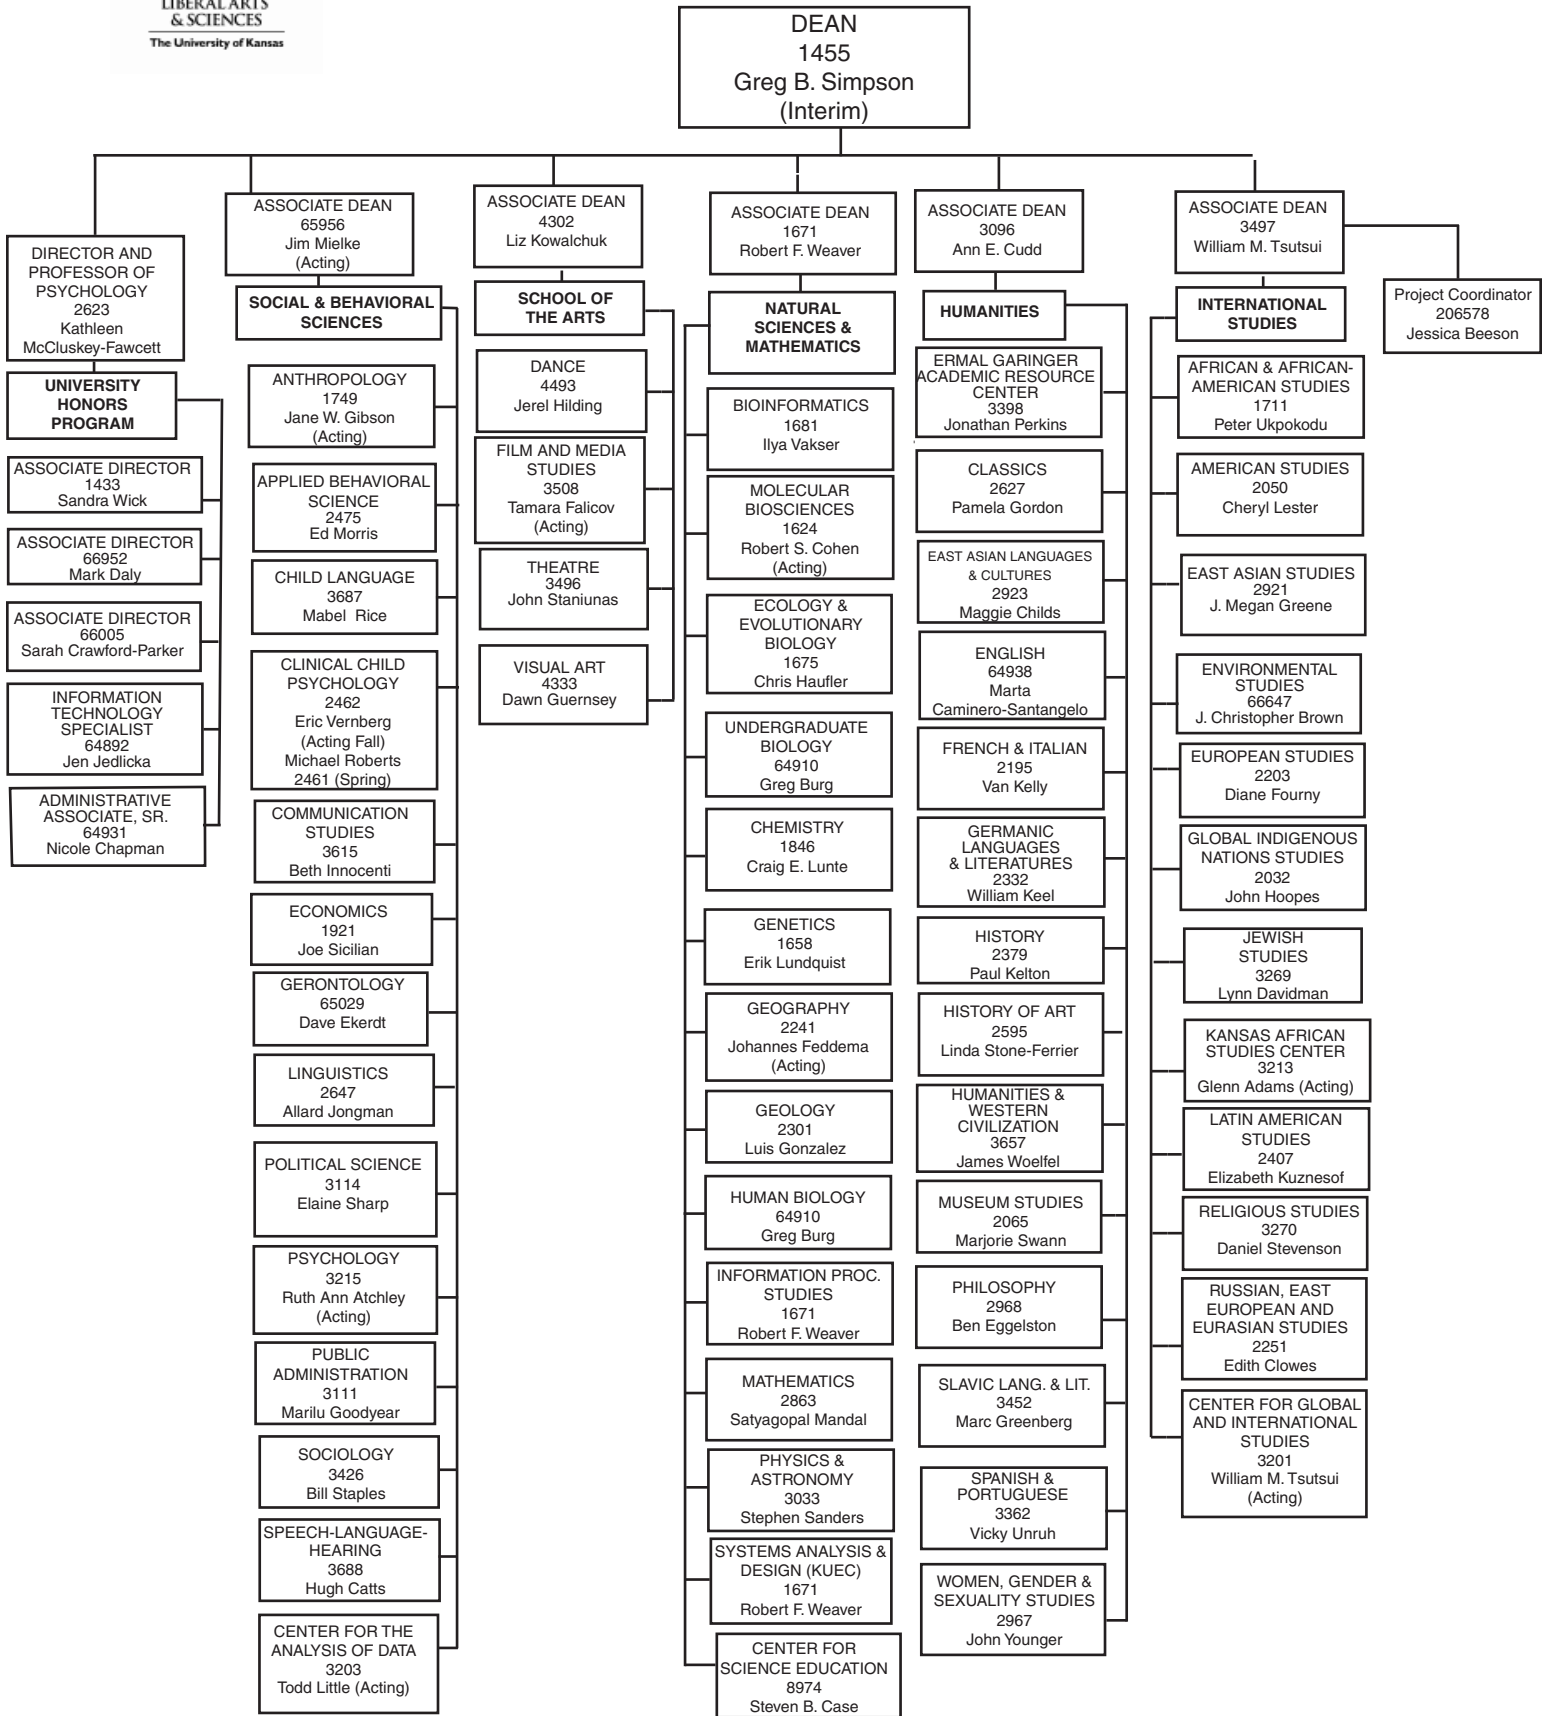 LIBERAL ARTS
& SCIENCES
The University of Kansas
DEAN
1455
Greg B. Simpson
(Interim)
DIRECTOR AND
PROFESSOR OF
PSYCHOLOGY
2623
Kathleen
McCluskey-Fawcett
UNIVERSITY
HONORS
PROGRAM
ASSOCIATE DIRECTOR
1433
Sandra Wick
ASSOCIATE DIRECTOR
66952
Mark Daly
ASSOCIATE DIRECTOR
66005
Sarah Crawford-Parker
INFORMATION
TECHNOLOGY
SPECIALIST
64892
Jen Jedlicka
ADMINISTRATIVE
ASSOCIATE, SR.
64931
Nicole Chapman
ASSOCIATE DEAN
65956
Jim Mielke
(Acting)
SOCIAL & BEHAVIORAL
SCIENCES
ANTHROPOLOGY
1749
Jane W. Gibson
(Acting)
APPLIED BEHAVIORAL
SCIENCE
2475
Ed Morris
CHILD LANGUAGE
3687
Mabel Rice
CLINICAL CHILD
PSYCHOLOGY
2462
Eric Vernberg
(Acting Fall)
Michael Roberts
2461 (Spring)
COMMUNICATION
STUDIES
3615
Beth Innocenti
ECONOMICS
1921
Joe Sicilian
GERONTOLOGY
65029
Dave Ekerdt
LINGUISTICS
2647
Allard Jongman
POLITICAL SCIENCE
3114
Elaine Sharp
PSYCHOLOGY
3215
Ruth Ann Atchley
(Acting)
PUBLIC
ADMINISTRATION
3111
Marilu Goodyear
SOCIOLOGY
3426
Bill Staples
SPEECH-LANGUAGE-
HEARING
3688
Hugh Catts
CENTER FOR THE
ANALYSIS OF DATA
3203
Todd Little (Acting)
ASSOCIATE DEAN
4302
Liz Kowalchuk
SCHOOL OF
THE ARTS
DANCE
4493
Jerel Hilding
FILM AND MEDIA
STUDIES
3508
Tamara Falicov
(Acting)
THEATRE
3496
John Staniunas
VISUAL ART
4333
Dawn Guernsey
ASSOCIATE DEAN
1671
Robert F. Weaver
NATURAL
SCIENCES &
MATHEMATICS
BIOINFORMATICS
1681
Ilya Vakser
MOLECULAR
BIOSCIENCES
1624
Robert S. Cohen
(Acting)
ECOLOGY &
EVOLUTIONARY
BIOLOGY
1675
Chris Haufler
UNDERGRADUATE
BIOLOGY
64910
Greg Burg
CHEMISTRY
1846
Craig E. Lunte
GENETICS
1658
Erik Lundquist
GEOGRAPHY
2241
Johannes Feddema
(Acting)
GEOLOGY
2301
Luis Gonzalez
HUMAN BIOLOGY
64910
Greg Burg
INFORMATION PROC.
STUDIES
1671
Robert F. Weaver
MATHEMATICS
2863
Satyagopal Mandal
PHYSICS &
ASTRONOMY
3033
Stephen Sanders
SYSTEMS ANALYSIS &
DESIGN (KUEC)
1671
Robert F. Weaver
CENTER FOR
SCIENCE EDUCATION
8974
Steven B. Case
ASSOCIATE DEAN
3096
Ann E. Cudd
HUMANITIES
ERMAL GARINGER
ACADEMIC RESOURCE
CENTER
3398
Jonathan Perkins
CLASSICS
2627
Pamela Gordon
EAST ASIAN LANGUAGES
& CULTURES
2923
Maggie Childs
ENGLISH
64938
Marta
Caminero-Santangelo
FRENCH & ITALIAN
2195
Van Kelly
GERMANIC
LANGUAGES
& LITERATURES
2332
William Keel
HISTORY
2379
Paul Kelton
HISTORY OF ART
2595
Linda Stone-Ferrier
HUMANITIES &
WESTERN
CIVILIZATION
3657
James Woelfel
MUSEUM STUDIES
2065
Marjorie Swann
PHILOSOPHY
2968
Ben Eggelston
SLAVIC LANG. & LIT.
3452
Marc Greenberg
SPANISH &
PORTUGUESE
3362
Vicky Unruh
WOMEN, GENDER &
SEXUALITY STUDIES
2967
John Younger
ASSOCIATE DEAN
3497
William M. Tsutsui
Project Coordinator
206578
Jessica Beeson
INTERNATIONAL
STUDIES
AFRICAN & AFRICAN-
AMERICAN STUDIES
1711
Peter Ukpokodu
AMERICAN STUDIES
2050
Cheryl Lester
EAST ASIAN STUDIES
2921
J. Megan Greene
ENVIRONMENTAL
STUDIES
66647
J. Christopher Brown
EUROPEAN STUDIES
2203
Diane Fourny
GLOBAL INDIGENOUS
NATIONS STUDIES
2032
John Hoopes
JEWISH
STUDIES
3269
Lynn Davidman
KANSAS AFRICAN
STUDIES CENTER
3213
Glenn Adams (Acting)
LATIN AMERICAN
STUDIES
2407
Elizabeth Kuznesof
RELIGIOUS STUDIES
3270
Daniel Stevenson
RUSSIAN, EAST
EUROPEAN AND
EURASIAN STUDIES
2251
Edith Clowes
CENTER FOR GLOBAL
AND INTERNATIONAL
STUDIES
3201
William M. Tsutsui
(Acting)